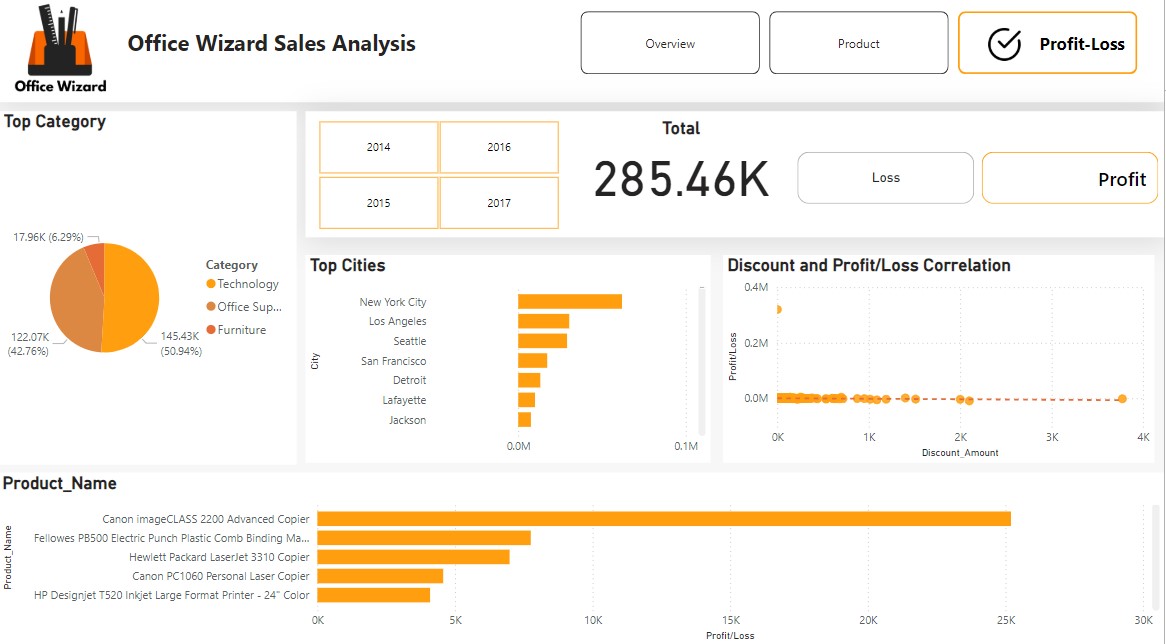 Office Wizard
Office Wizard Sales Analysis
Overview
Product
Profit-Loss
Top Category
17.96K (6.29%)
122.07K
(42.76%)
145.43K
(50.94%)
Category
Technology
Office Sup...
Furniture
2014
2016
2015
2017
Total
285.46K
Loss
Profit
Top Cities
City
New York City
Los Angeles
Seattle
San Francisco
Detroit
Lafayette
Jackson
0.0M
0.1M
Discount and Profit/Loss Correlation
Profit/Loss
0.4M
0.2M
0.0M
0K
1K
2K
3K
4K
Discount_Amount
Product_Name
Product_Name
Canon imageCLASS 2200 Advanced Copier
Fellowes PB500 Electric Punch Plastic Comb Binding Ma...
Hewlett Packard LaserJet 3310 Copier
Canon PC1060 Personal Laser Copier
HP Designjet T520 Inkjet Large Format Printer - 24" Color
0K
5K
10K
15K
20K
25K
30K
Profit/Loss